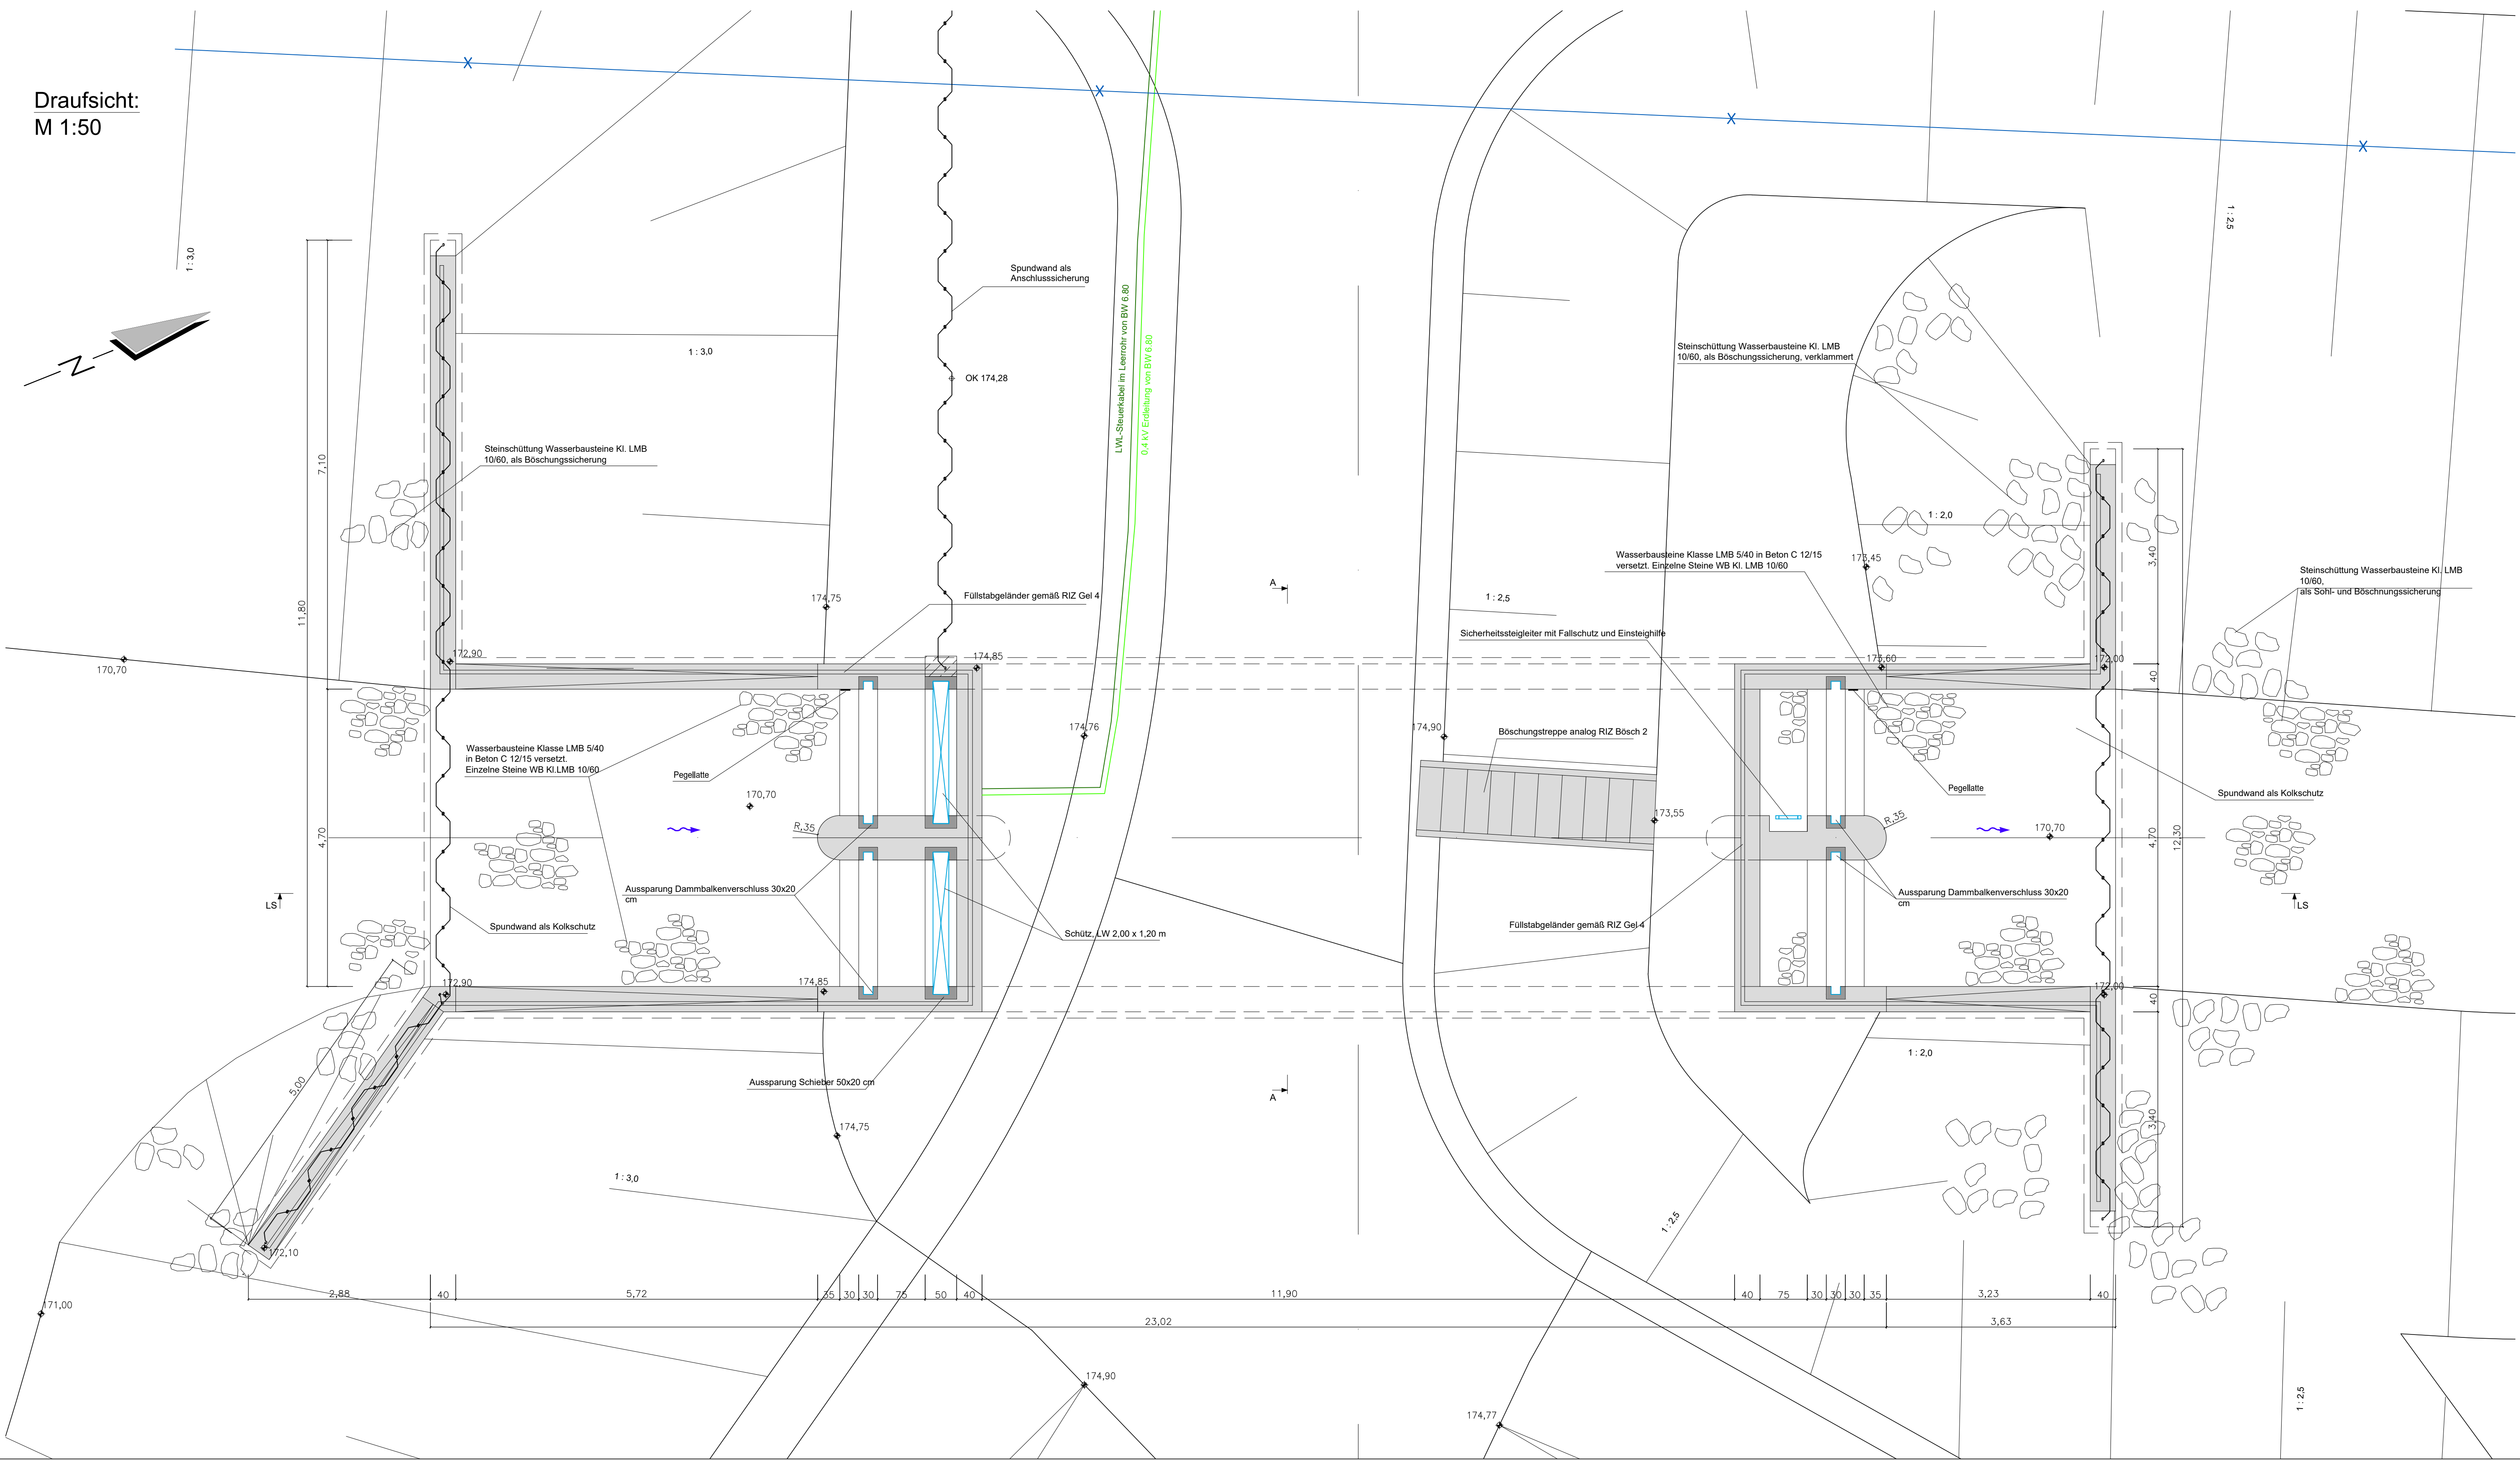 Draufsicht:
M 1:50
1 : 3,0
N
7,10
11,80
4,70
170,70
Steinschüttung Wasserbausteine Kl. LMB
10/60, als Böschungssicherung
1 : 3,0
Spundwand als
Anschlusssicherung
OK 174,28
LWL-Steuerkabel im Leerrohr von BW 6.80
0,4 kV Erdleitung von BW 6.80
174,75
Füllstabgeländer gemäß RIZ Gel 4
172,90
174,85
174,76
Wasserbausteine Klasse LMB 5/40
in Beton C 12/15 versetzt.
Einzelne Steine WB Kl.LMB 10/60
Pegellatte
170,70
R,35
Aussparung Dammbalkenverschluss 30x20
cm
LS
Spundwand als Kolkschutz
Schütz, LW 2,00 x 1,20 m
172,90
174,85
Aussparung Schieber 50x20 cm
5,00
174,75
1 : 3,0
172,10
171,00
A
A
1 : 2,5
Steinschüttung Wasserbausteine Kl. LMB
10/60, als Böschungssicherung, verklammert
1 : 2,0
173,45
Wasserbausteine Klasse LMB 5/40 in Beton C 12/15
versetzt. Einzelne Steine WB Kl. LMB 10/60
1 : 2,5
Sicherheitssteigleiter mit Fallschutz und Einsteighilfe
173,60
172,00
3,40
40
Steinschüttung Wasserbausteine Kl. LMB
10/60,
als Sohl- und Böschnungssicherung
174,90
Böschungstreppe analog RIZ Bösch 2
Pegellatte
Spundwand als Kolkschutz
173,55
R,35
170,70
4,70
12,30
Aussparung Dammbalkenverschluss 30x20
cm
LS
Füllstabgeländer gemäß RIZ Gel 4
172,00
40
1 : 2,0
3,40
1 : 2,5
2,88
40
5,72
35
30
30
75
50
40
11,90
40
75
30
30
30
35
3,23
40
23,02
3,63
174,90
174,77
1 : 2,5